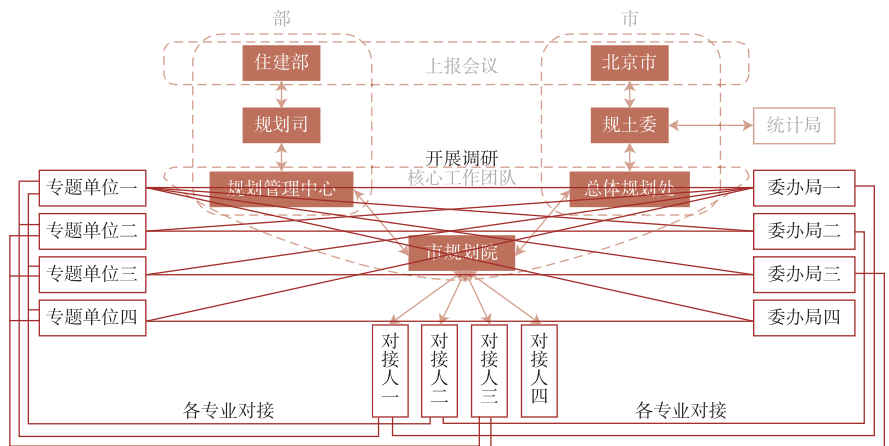 部
市
住建部
上报会议
北京市
规划司
规土委
统计局
开展调研
核心工作团队
专题单位一
规划管理中心
总体规划处
委办局一
专题单位二
委办局二
市规划院
专题单位三
委办局三
专题单位四
委办局四
对接人一
对接人二
对接人三
对接人四
各专业对接
各专业对接